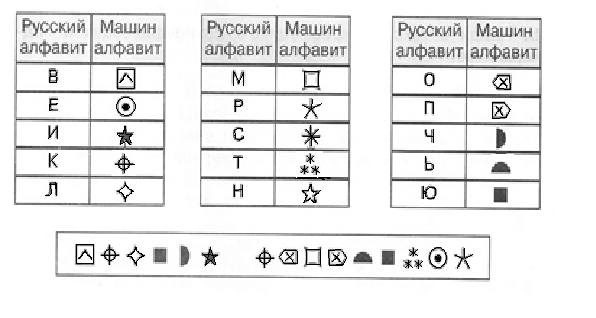 Русский алфавит Машин алфавит
В
Е
И
К
Л
Русский алфавит Машин алфавит
М
Р
С
Т
Н
Русский алфавит Машин алфавит
О
П
Ч
Ь
Ю